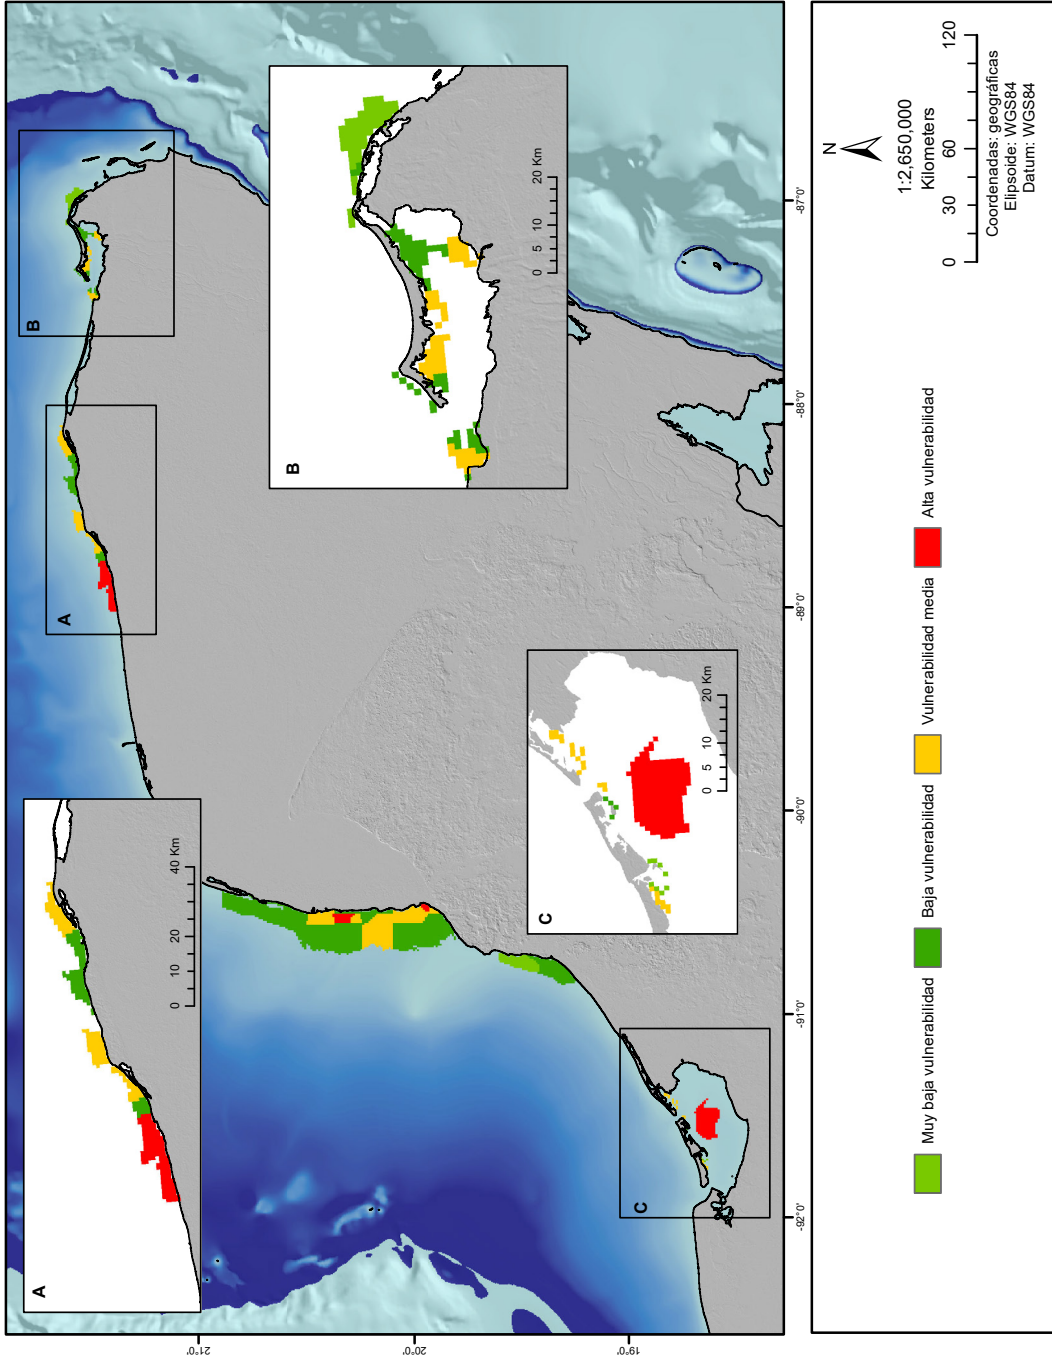 A
0 10 20 40 Km
A
B
B
0 5 10 20 Km
C
0 5 10 20 Km
C
21°0'
20°0'
19°0'
-92°0'
-91°0'
-90°0'
-89°0'
-88°0'
-87°0'
Muy baja vulnerabilidad
Baja vulnerabilidad
Vulnerabilidad media
Alta vulnerabilidad
N
1:2,650,000
Kilometers
0 30 60 120
Coordenadas: geográficas
Elipsoide: WGS84
Datum: WGS84